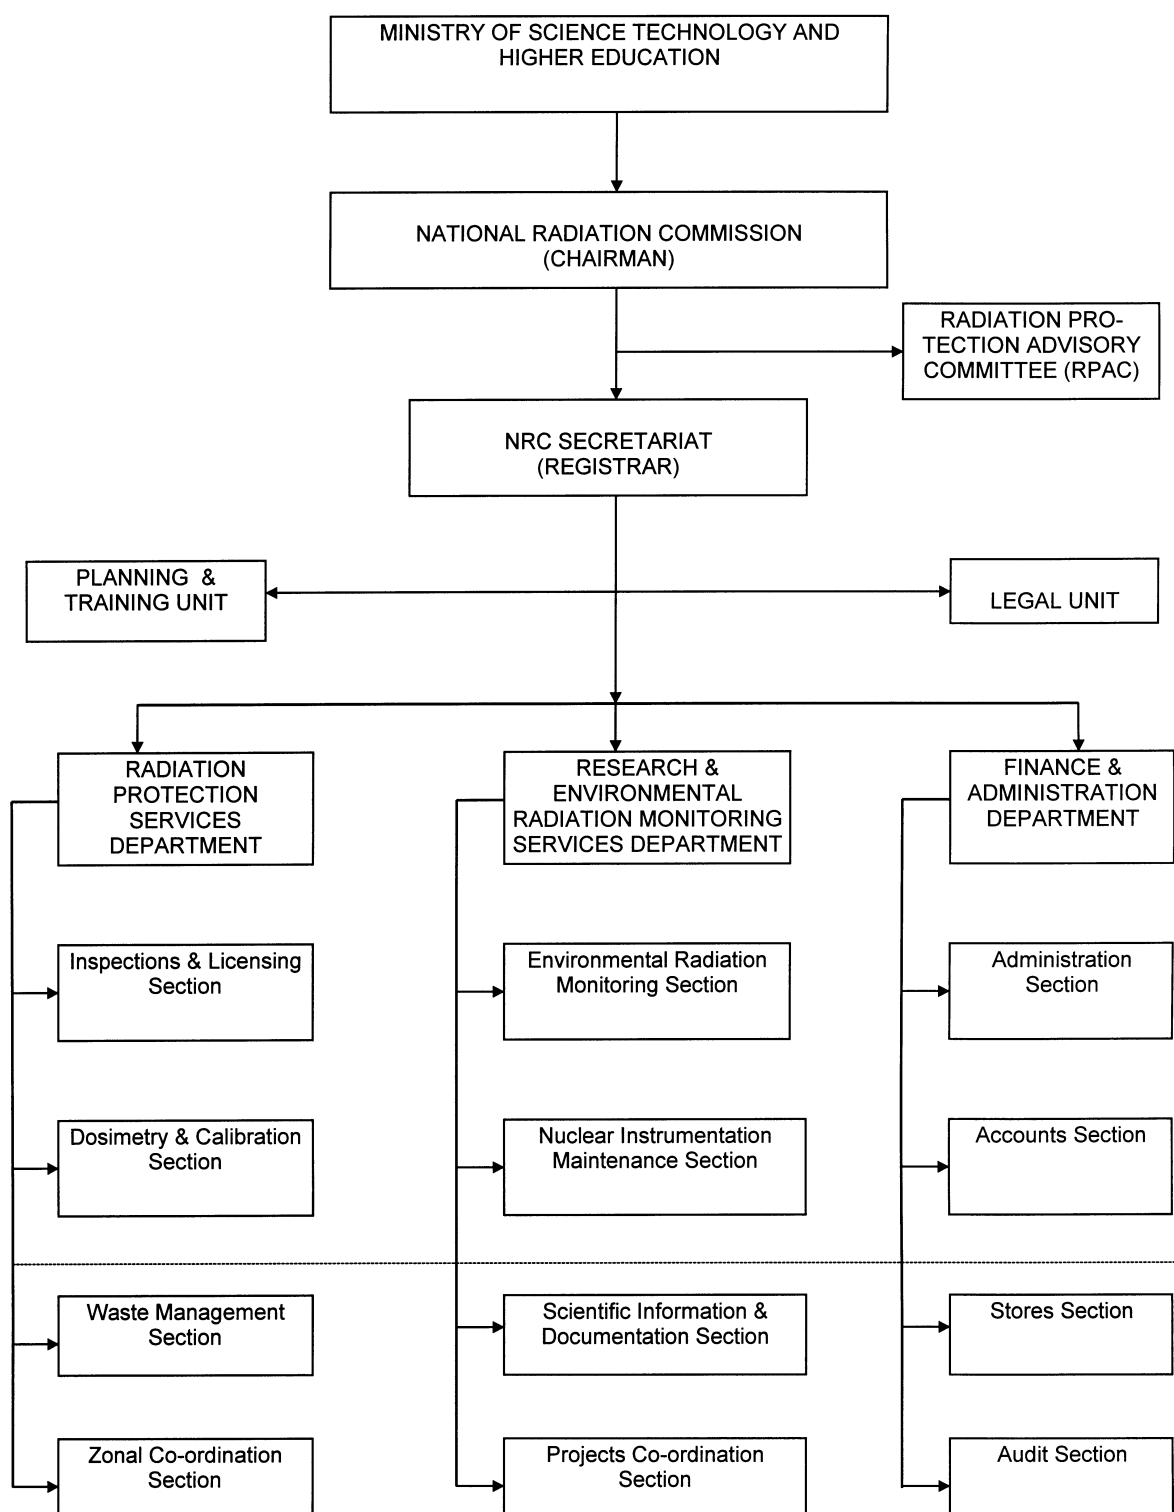 MINISTRY OF SCIENCE TECHNOLOGY AND
HIGHER EDUCATION
NATIONAL RADIATION COMMISSION
(CHAIRMAN)
RADIATION PRO-
TECTION ADVISORY
COMMITTEE (RPAC)
NRC SECRETARIAT
(REGISTRAR)
PLANNING & 
TRAINING UNIT
LEGAL UNIT
RADIATION
PROTECTION
SERVICES
DEPARTMENT
RESEARCH &
ENVIRONMENTAL
RADIATION MONITORING
SERVICES DEPARTMENT
FINANCE &
ADMINISTRATION
DEPARTMENT
Inspections & Licensing
Section
Environmental Radiation
Monitoring Section
Administration
Section
Dosimetry & Calibration
Section
Nuclear Instrumentation
Maintenance Section
Accounts Section
Waste Management
Section
Scientific Information &
Documentation Section
Stores Section
Zonal Co-ordination
Section
Projects Co-ordination
Section
Audit Section